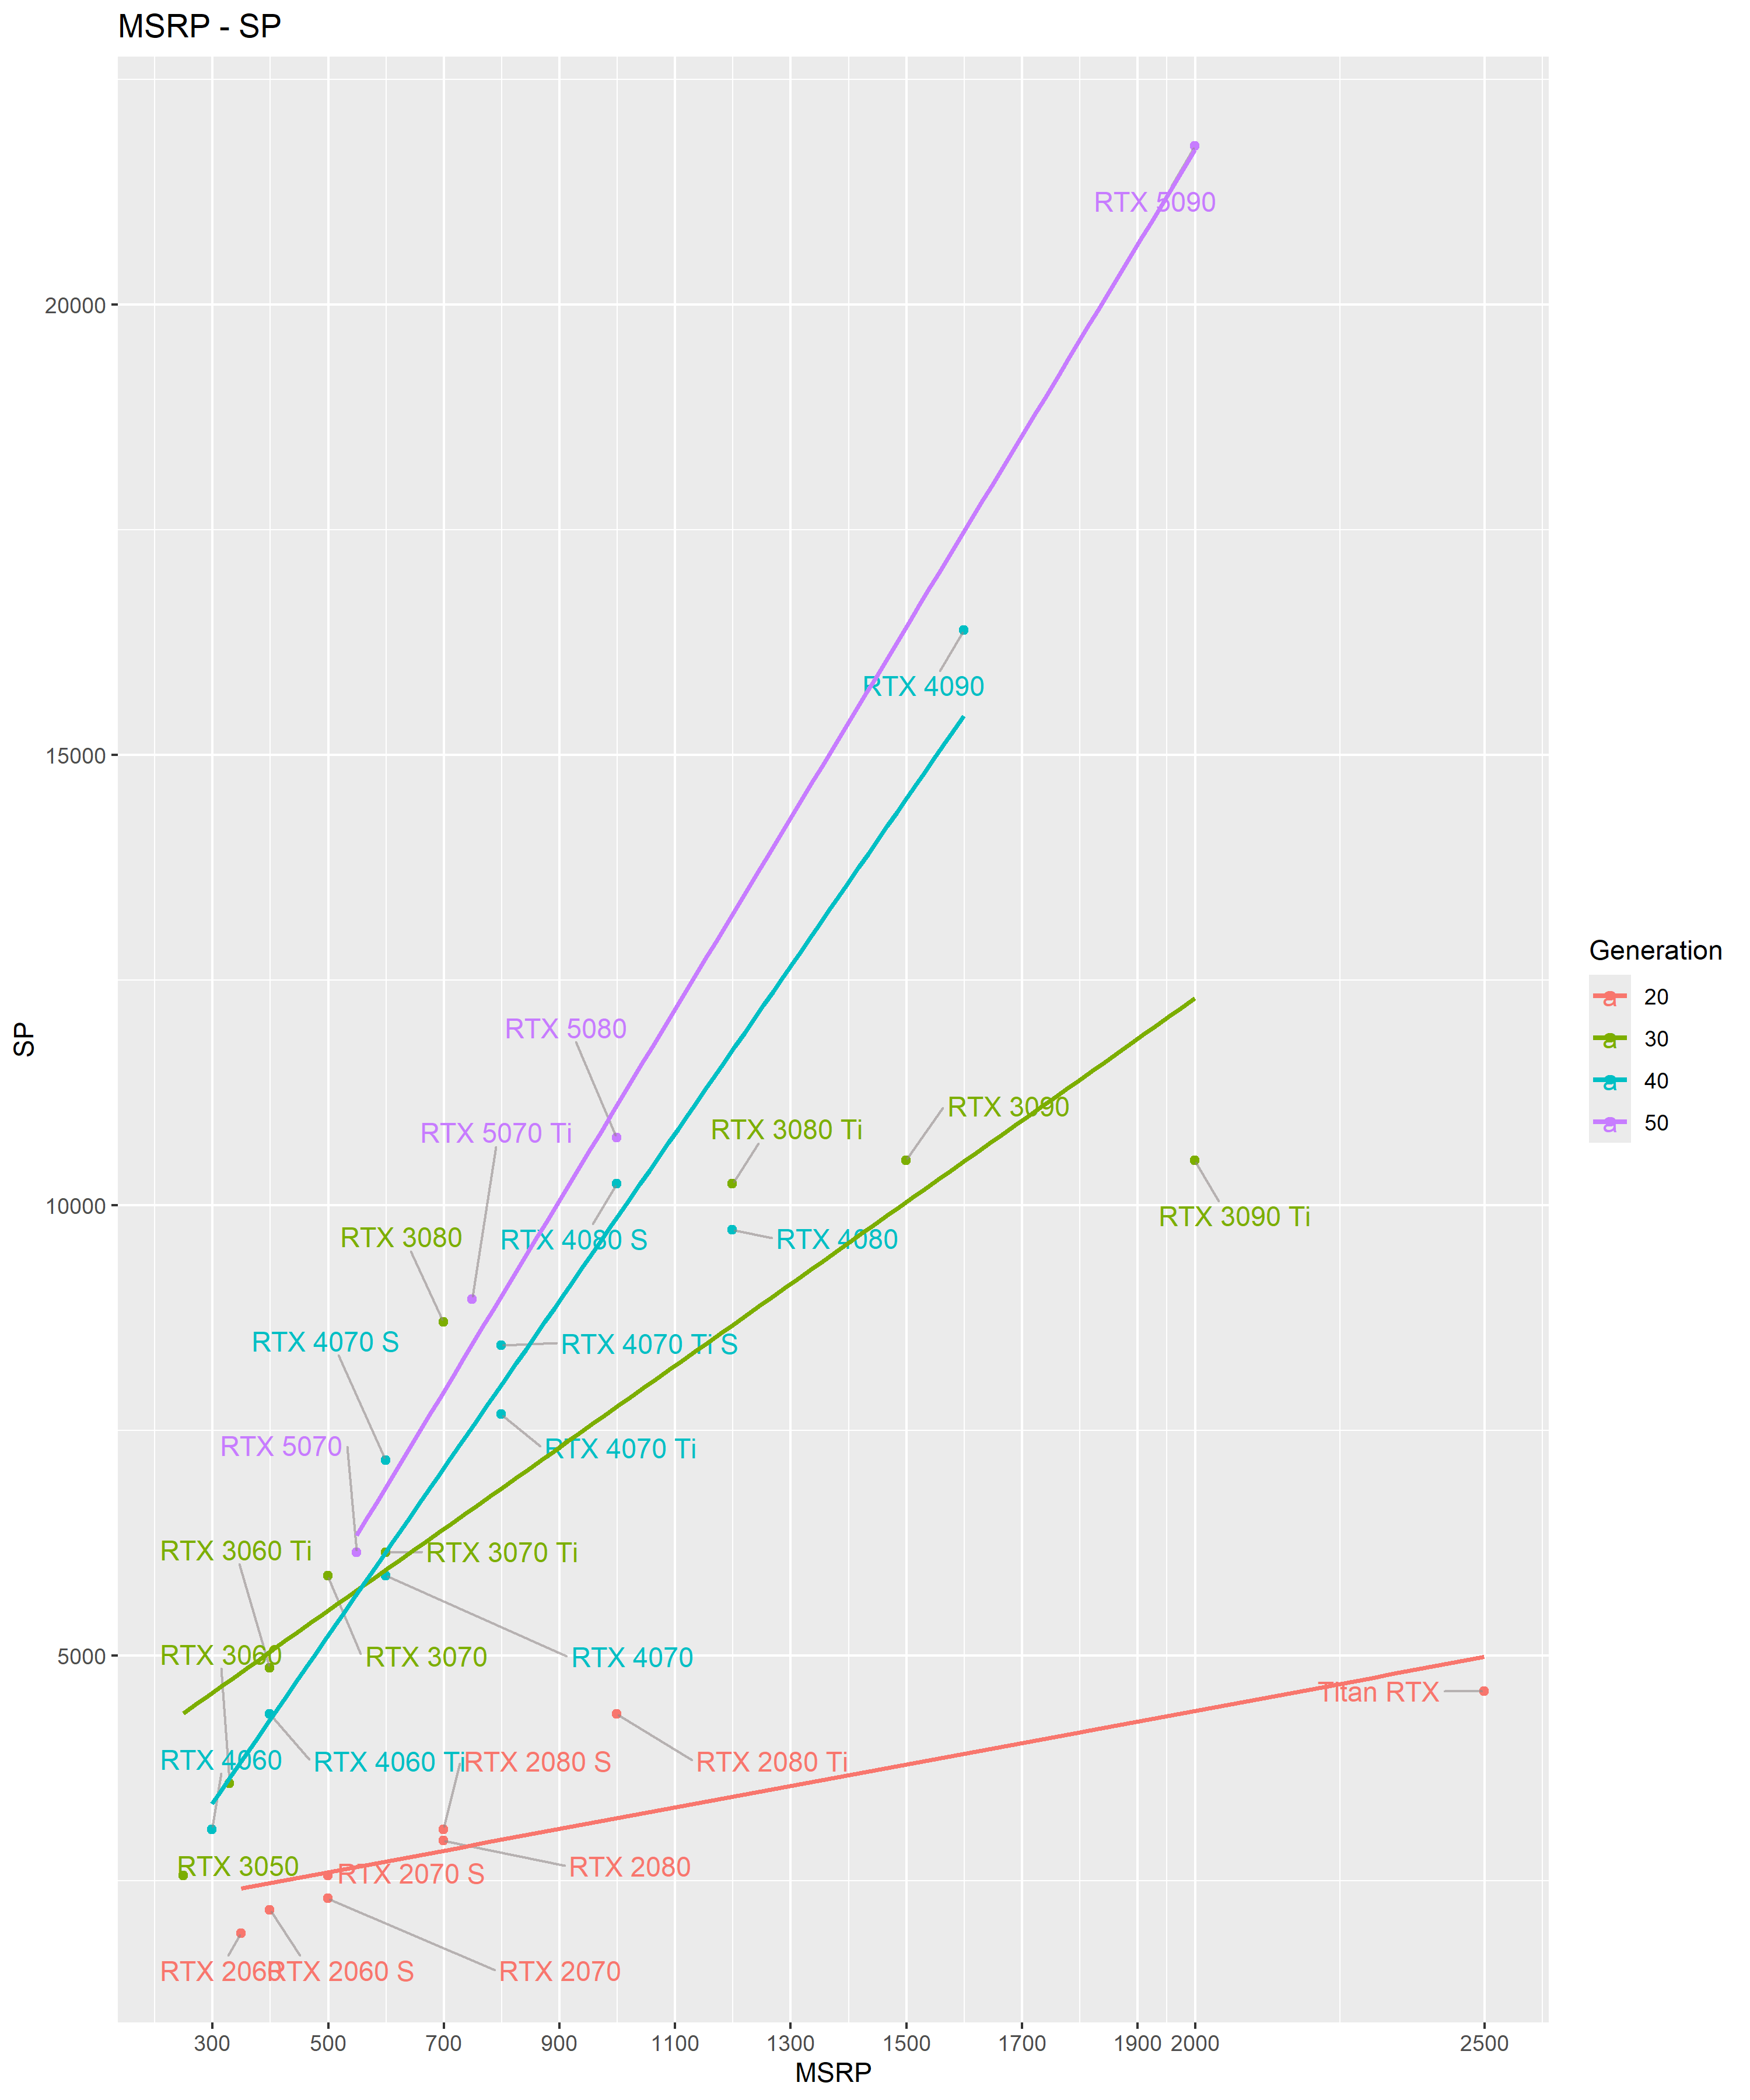 MSRP - SP
RTX 5090
20000
RTX 4090
15000
Generation
20
30
40
50
a
a
a
a
SP
RTX 5080
RTX 3090
RTX 3080 Ti
RTX 5070 Ti
10000
RTX 3090 Ti
RTX 3080
RTX 4080 S
RTX 4080
RTX 4070 S
RTX 4070 Ti S
RTX 5070
RTX 4070 Ti
RTX 3060 Ti
RTX 3070 Ti
5000
RTX 3060
RTX 3070
RTX 4070
Titan RTX
RTX 4060
RTX 4060 Ti
RTX 2080 S
RTX 2080 Ti
RTX 3050
RTX 2070 S
RTX 2080
RTX 2060
RTX 2060 S
RTX 2070
300 500 700 900 1100 1300 1500 1700 1900 2000 2500
MSRP